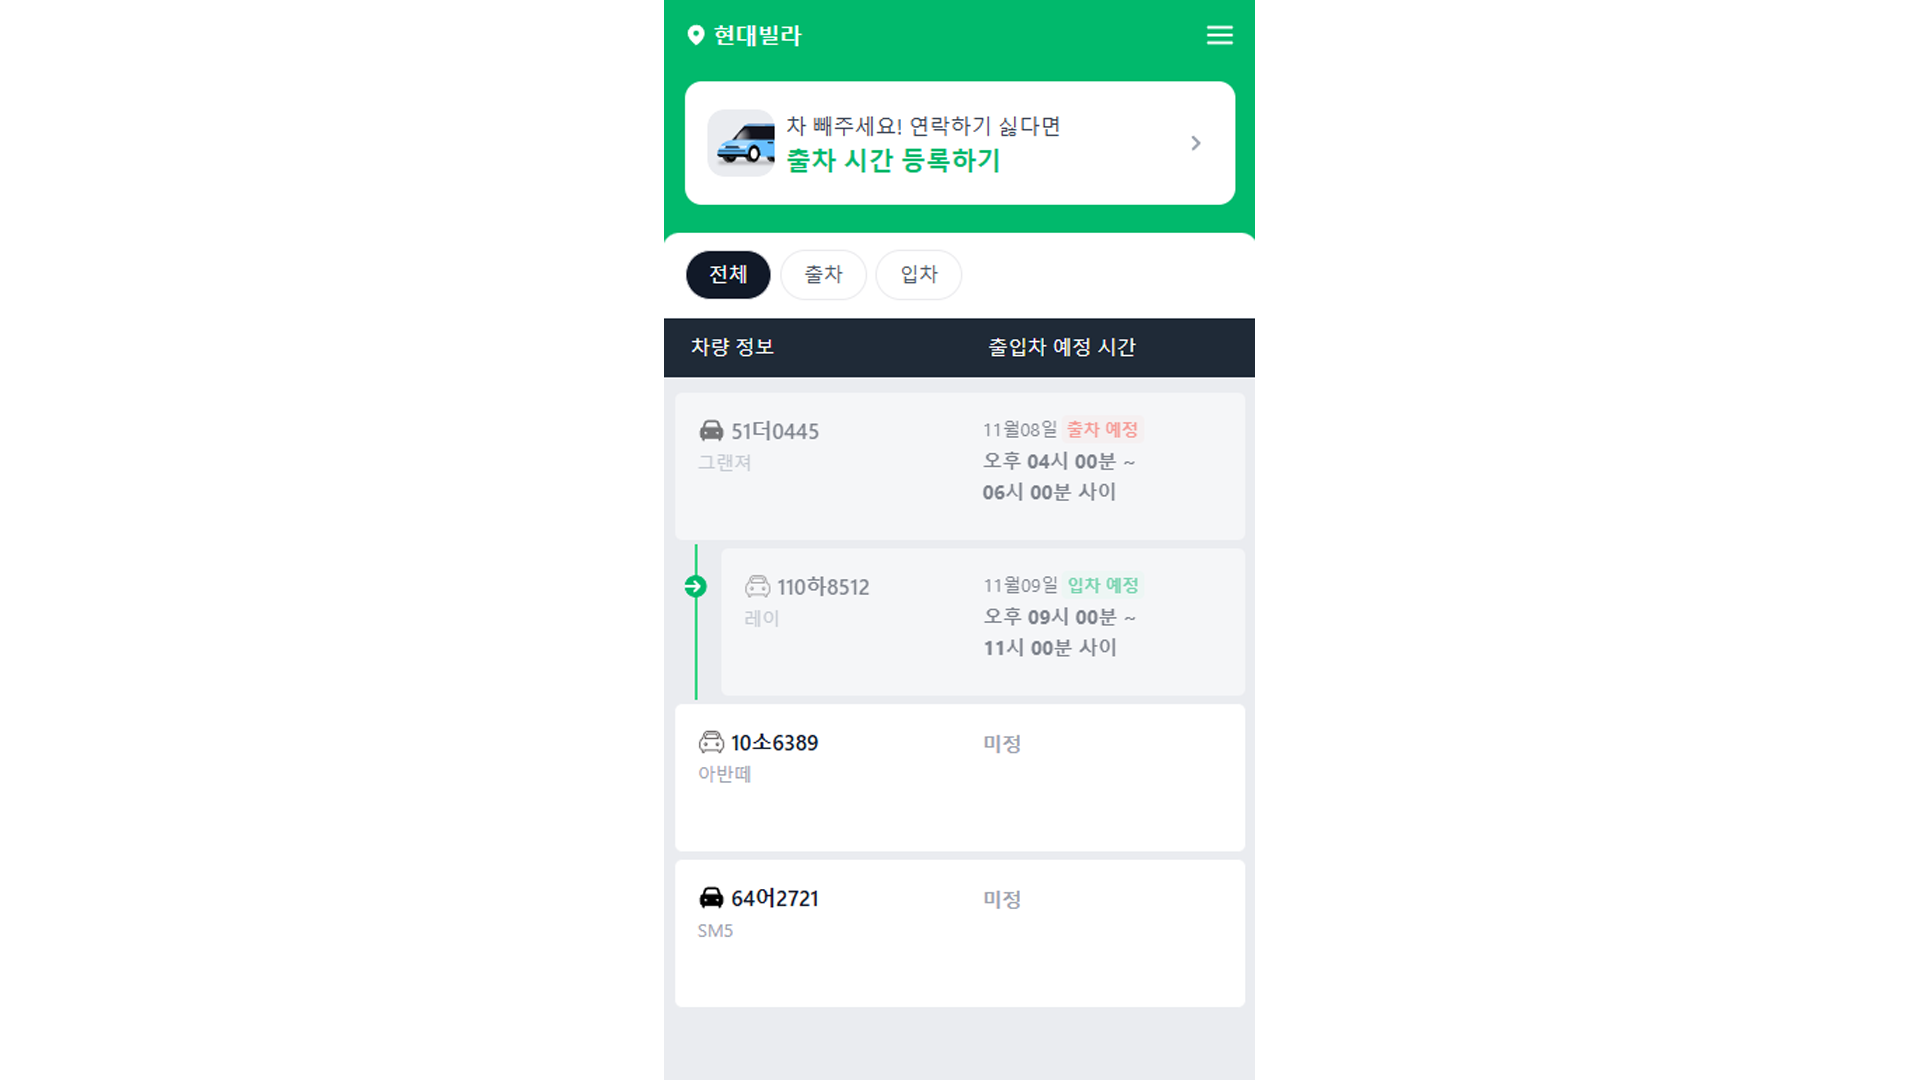 현대빌라
차 빼주세요! 연락하기 싫다면
출차 시간 등록하기
전체 출차 입차
차량 정보 출입차 예정 시간
51더0445 11월08일 출차 예정
그랜져 오후 04시 00분 ~
06시 00분 사이
110하8512 11월09일 입차 예정
레이 오후 09시 00분 ~
11시 00분 사이
10소6389 미정
아반떼
64어2721 미정
SM5